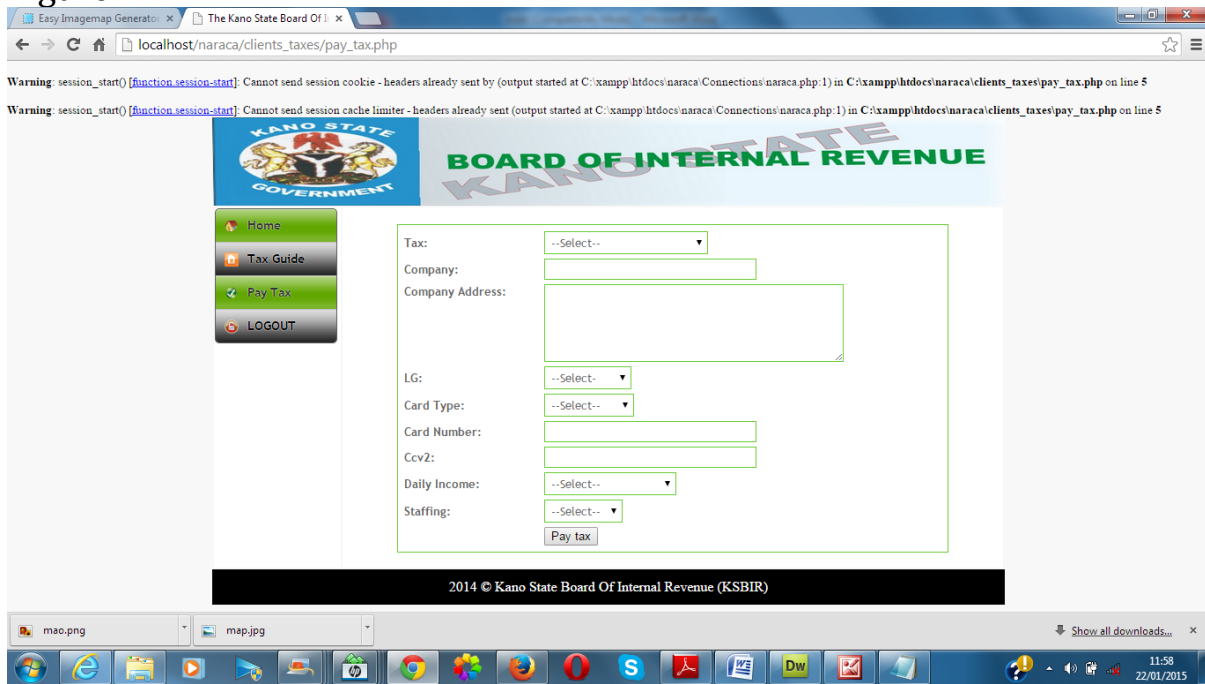 Easy Imagemap Generator
The Kano State Board Of I
localhost/naraca/clients_taxes/pay_tax.php
Warning: session_start() [function.session-start]: Cannot send session cookie - headers already sent by (output started at C:\xampp\htdocs\naraca\Connections\naraca.php:1) in C:\xampp\htdocs\naraca\clients_taxes\pay_tax.php on line 5
Warning: session_start() [function.session-start]: Cannot send session cache limiter - headers already sent (output started at C:\xampp\htdocs\naraca\Connections\naraca.php:1) in C:\xampp\htdocs\naraca\clients_taxes\pay_tax.php on line 5
KANO STATE
GOVERNMENT
BOARD OF INTERNAL REVENUE
KANO STATE
Home
Tax Guide
Pay Tax
LOGOUT
Tax: --Select--
Company:
Company Address:
LG: --Select-
Card Type: --Select--
Card Number:
Ccv2:
Daily Income: --Select--
Staffing: --Select--
Pay tax
2014 © Kano State Board Of Internal Revenue (KSBIR)
mao.png
map.jpg
Show all downloads...
hp
S
W
Dw
11:58
22/01/2015